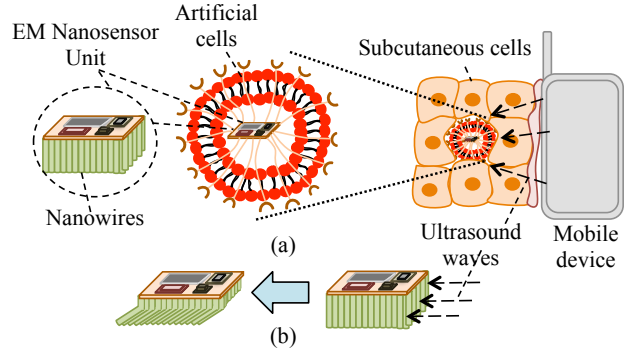 EM Nanosensor
Unit
Artificial
cells
Subcutaneous cells
Nanowires
(a)
Ultrasound
waves
Mobile
device
(b)